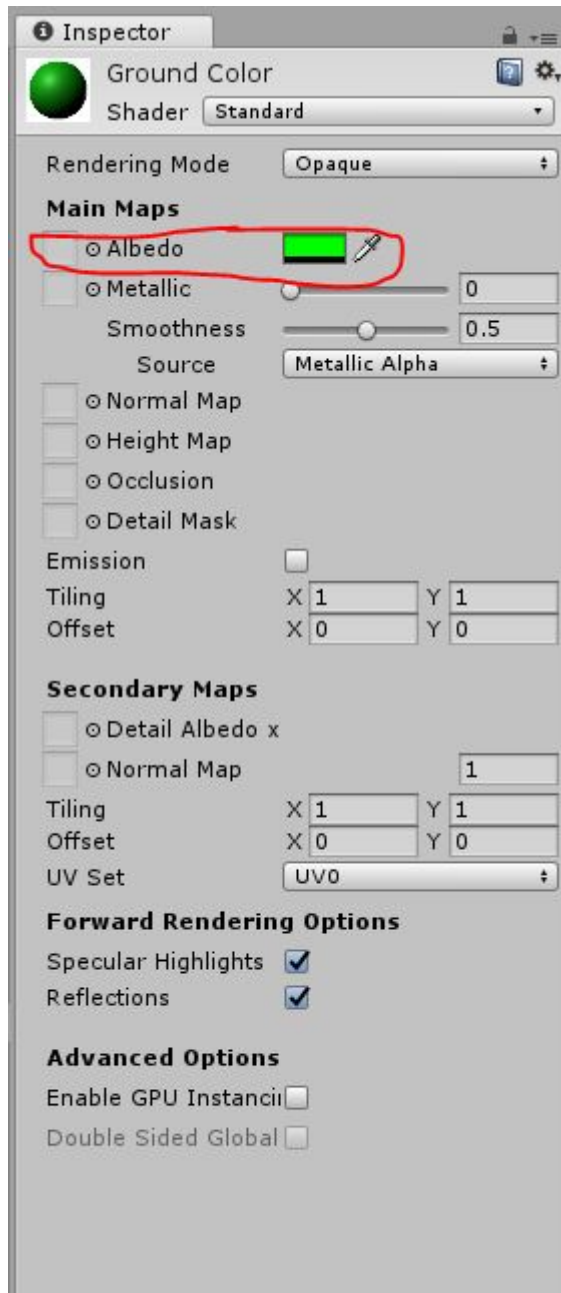 Inspector
Ground Color
Shader Standard
Rendering Mode Opaque
Main Maps
Albedo
Metallic 0
Smoothness 0.5
Source Metallic Alpha
Normal Map
Height Map
Occlusion
Detail Mask
Emission
Tiling X 1 Y 1
Offset X 0 Y 0
Secondary Maps
Detail Albedo x
Normal Map 1
Tiling X 1 Y 1
Offset X 0 Y 0
UV Set UV0
Forward Rendering Options
Specular Highlights
Reflections
Advanced Options
Enable GPU Instancin
Double Sided Global